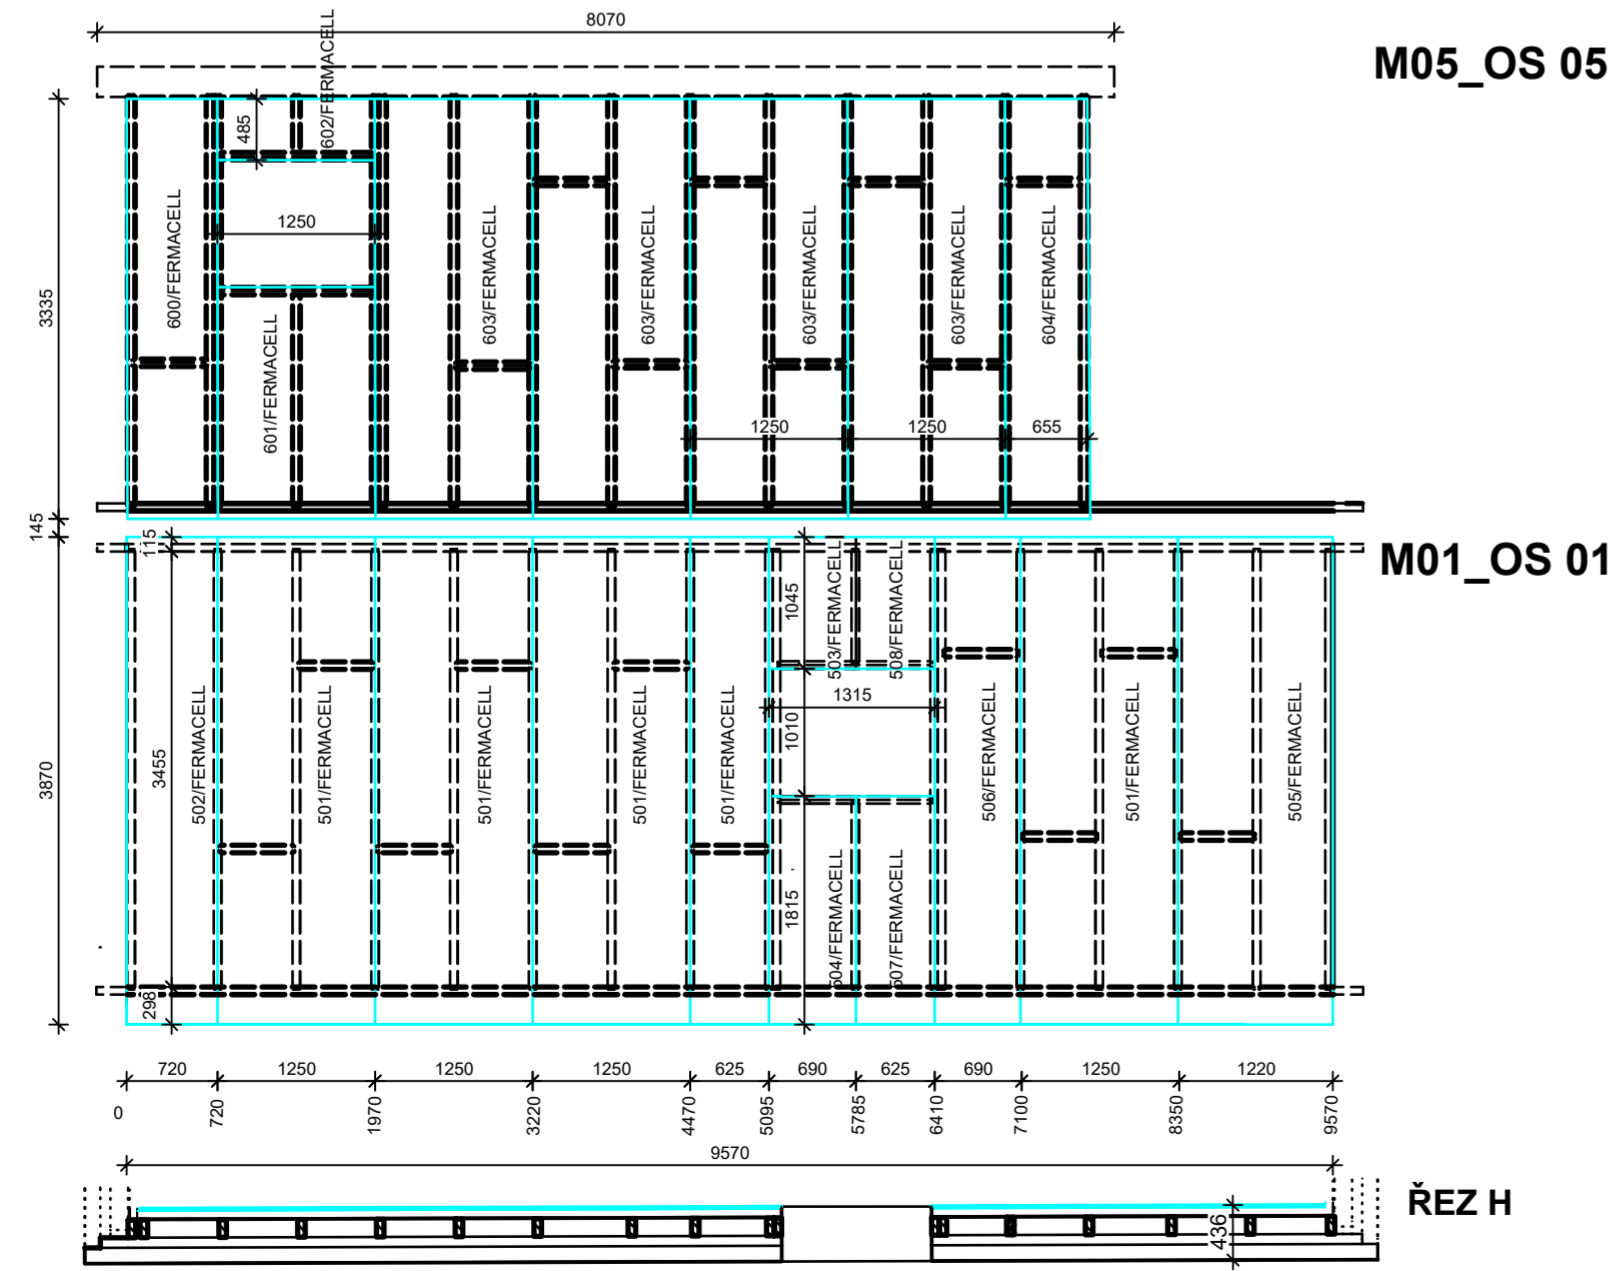 8070
M05_OS 05
602/FERMACELL
485
1250
600/FERMACELL
603/FERMACELL
603/FERMACELL
603/FERMACELL
603/FERMACELL
604/FERMACELL
3335
601/FERMACELL
1250
1250
655
145
115
M01_OS 01
1045
503/FERMACELL
508/FERMACELL
1315
1010
502/FERMACELL
501/FERMACELL
501/FERMACELL
501/FERMACELL
501/FERMACELL
506/FERMACELL
501/FERMACELL
505/FERMACELL
3455
3870
1815
504/FERMACELL
507/FERMACELL
298
720 1250 1250 1250 625 690 625 690 1250 1220
0 720 1970 3220 4470 5095 5785 6410 7100 8350 9570
9570
ŘEZ H
436